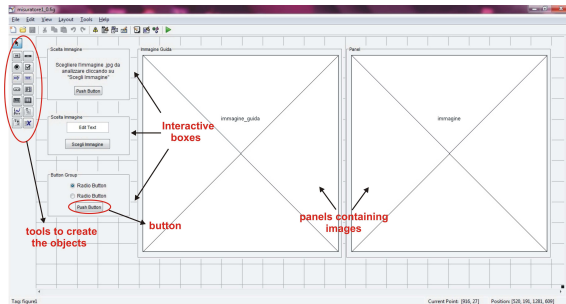 misuratore1_0.fig
File Edit View Layout Tools Help
Scelta Immagine
Scegliere l'immagine .jpg da
analizzare cliccando su
"Scegli Immagine"
Push Button
Scelta Immagine
Edit Text
Scegli Immagine
Button Group
Radio Button
Radio Button
Push Button
Immagine Guida
immagine_guida
Panel
immagine
Interactive
boxes
button
panels containing
images
tools to create
the objects
Tag: figure1
Current Point: [916, 27] Position: [520, 191, 1281, 609]